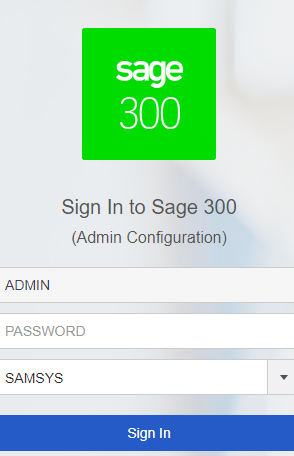 sage
300
Sign In to Sage 300
(Admin Configuration)
ADMIN
PASSWORD
SAMSYS
Sign In